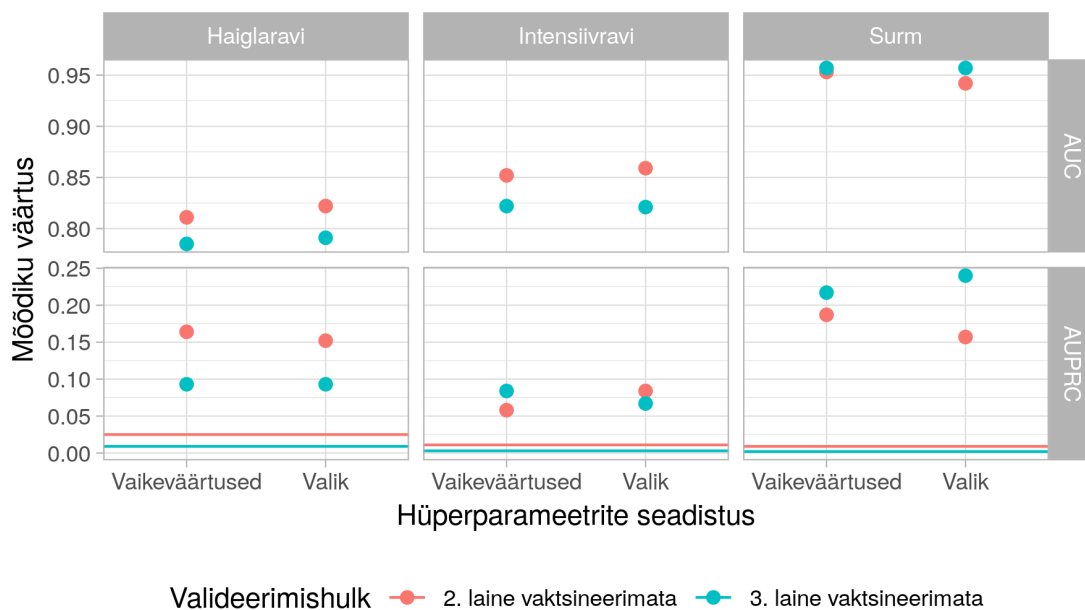 Haiglaravi
Intensiivravi
Surm
0.95
0.90
0.85
0.80
AUC
0.25
0.20
0.15
0.10
0.05
0.00
AUPRC
Mõõdiku väärtus
Vaikeväärtused
Valik
Vaikeväärtused
Valik
Vaikeväärtused
Valik
Hüperparameetrite seadistus
Valideerimishulk
2. laine vaktsineerimata
3. laine vaktsineerimata